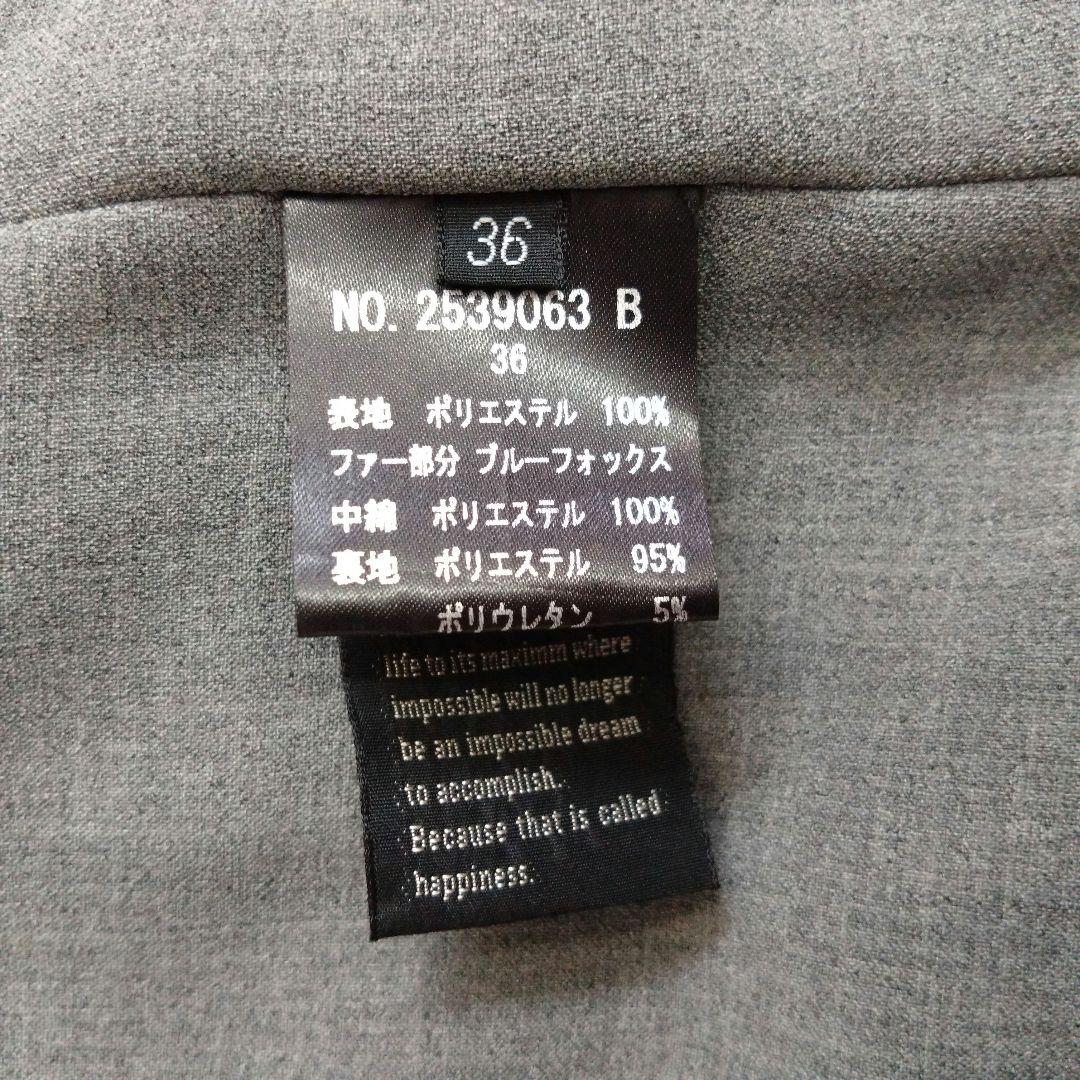 36
NO. 2539063 B
36
表地 ポリエステル 100%
ファー部分 ブルーフォックス
中綿 ポリエステル 100%
裏地 ポリエステル 95%
ポリウレタン 5%
life to its maximm where
impossible will no longer
be an impossible dream
to accomplish.
Because that is called
happiness.